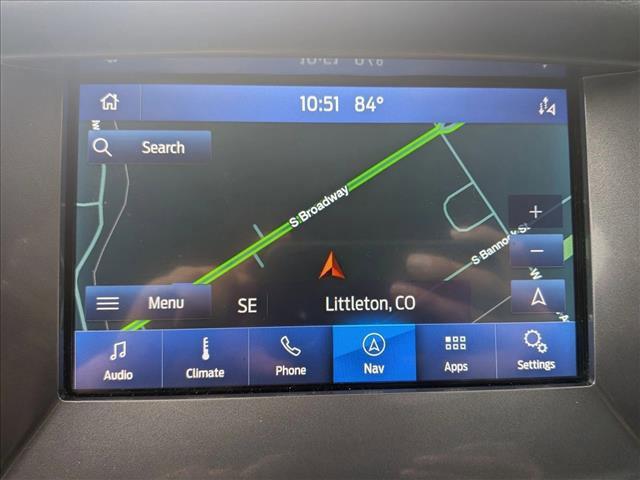 10:51 84°
Search
S Broadway
S Bannock St
W
Menu
SE
Littleton, CO
Audio
Climate
Phone
Nav
Apps
Settings